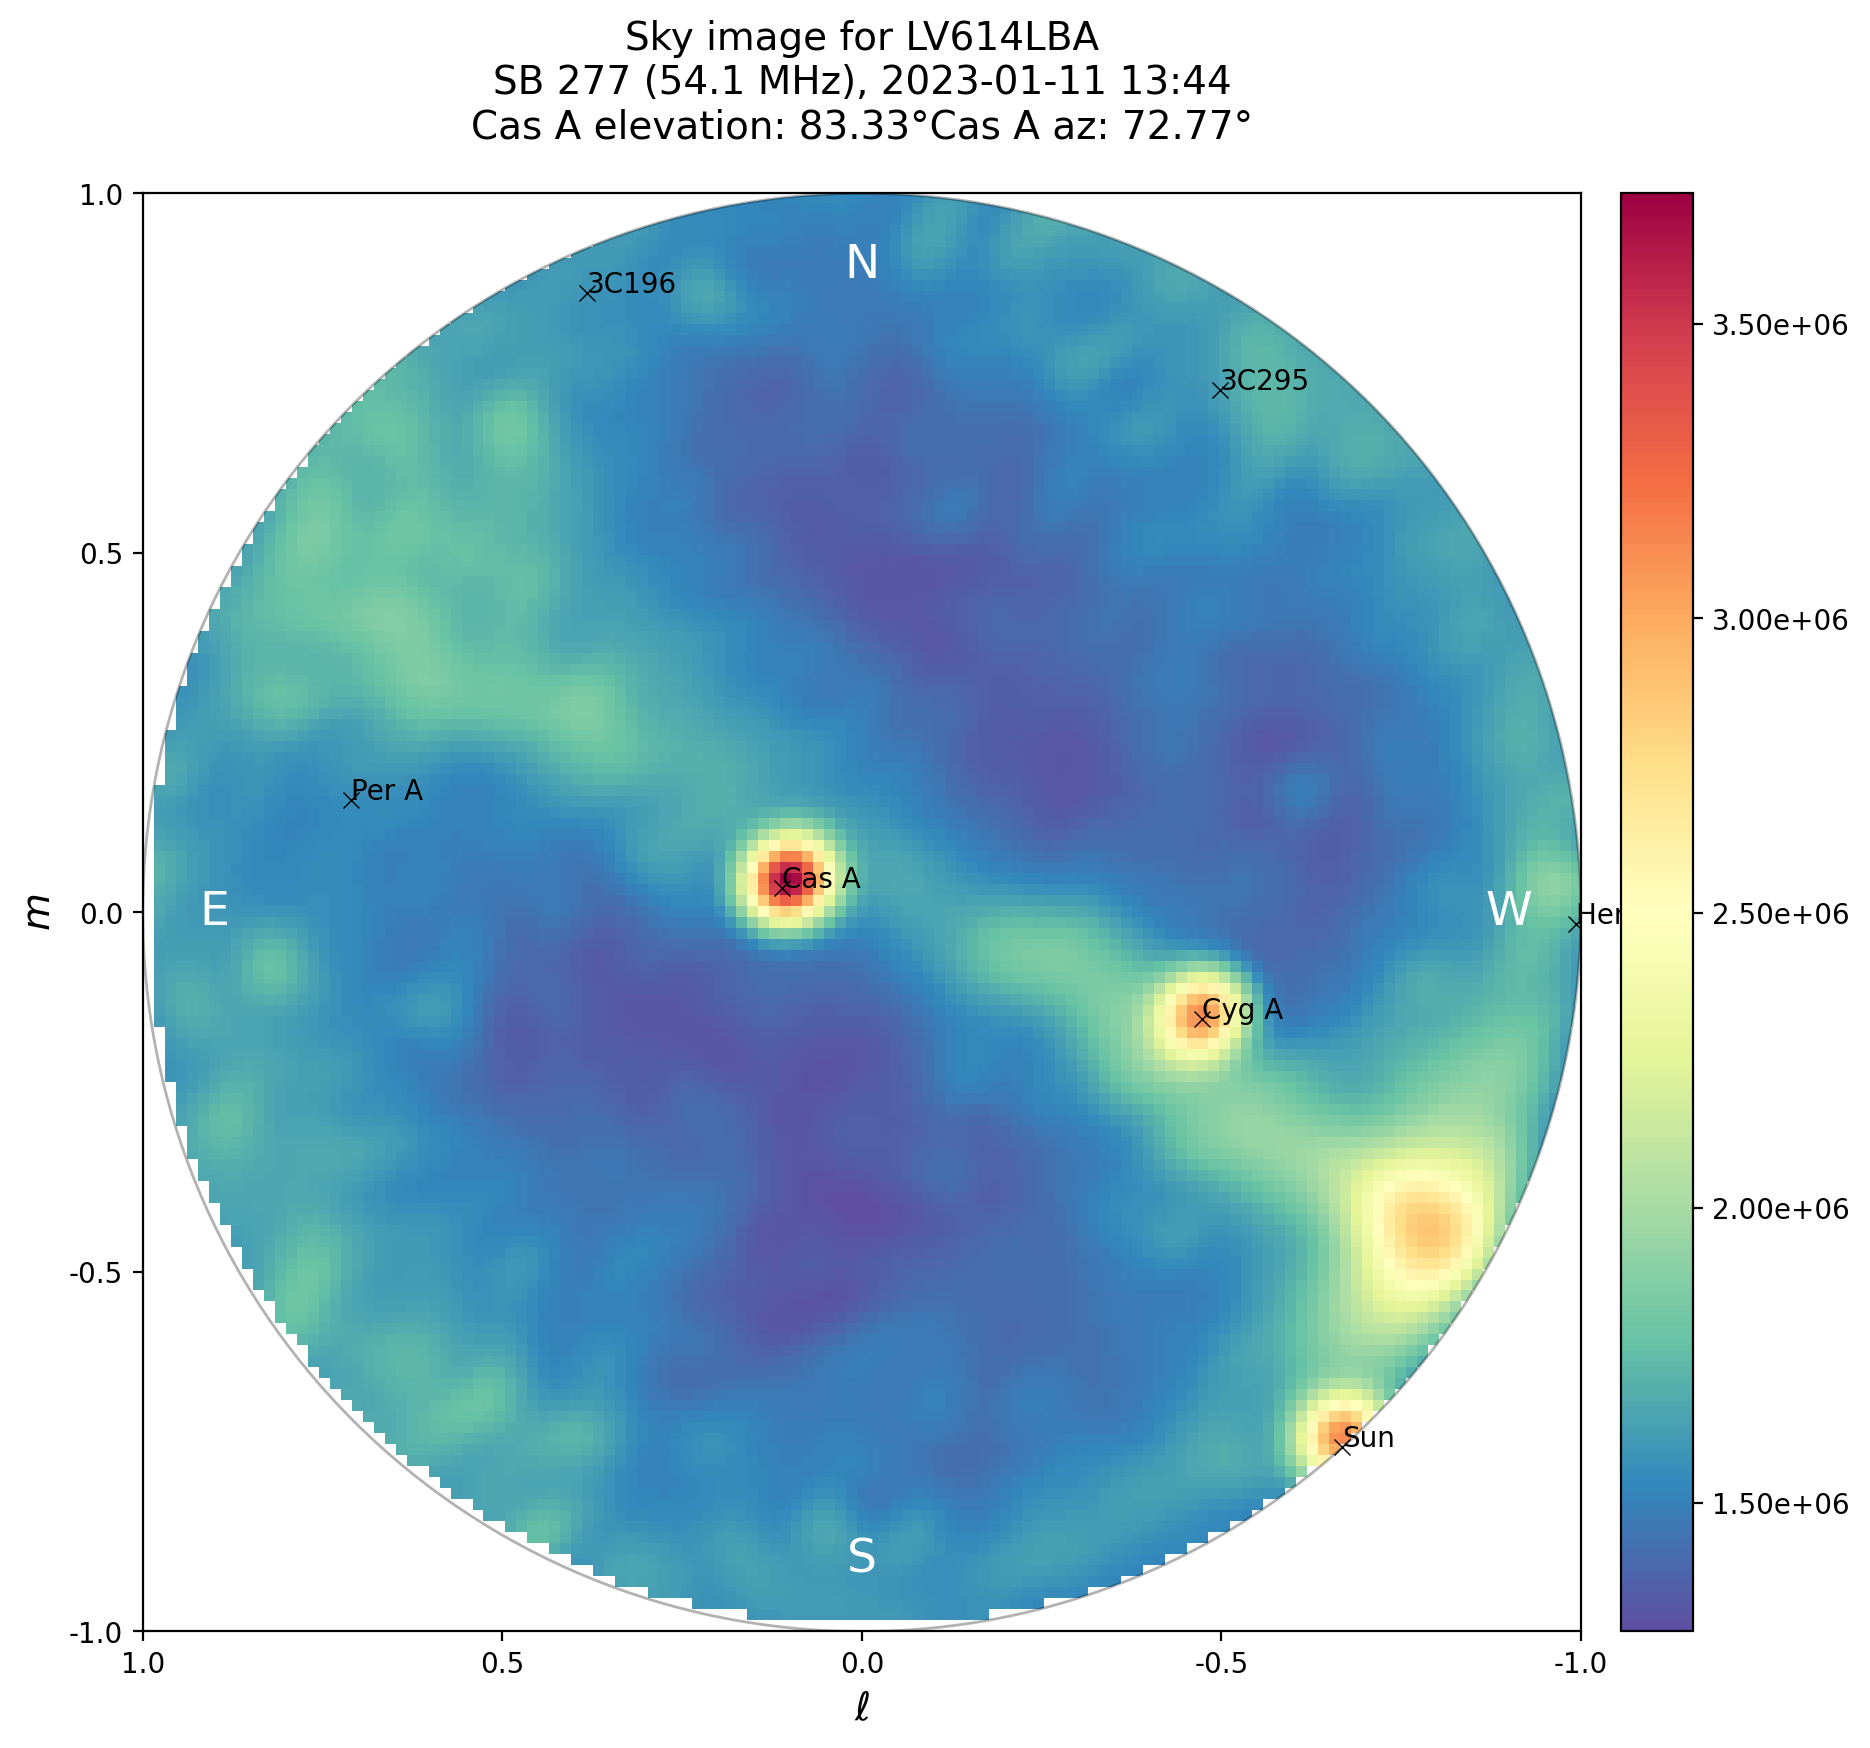 Sky image for LV614LBA
SB 277 (54.1 MHz), 2023-01-11 13:44
Cas A elevation: 83.33°Cas A az: 72.77°
1.0
N
3C196
3.50e+06
3C295
3.00e+06
0.5
Per A
Cas A
m
0.0
E
W
Her
2.50e+06
Cyg A
2.00e+06
-0.5
Sun
1.50e+06
S
-1.0
1.0
0.5
0.0
-0.5
-1.0
ℓ